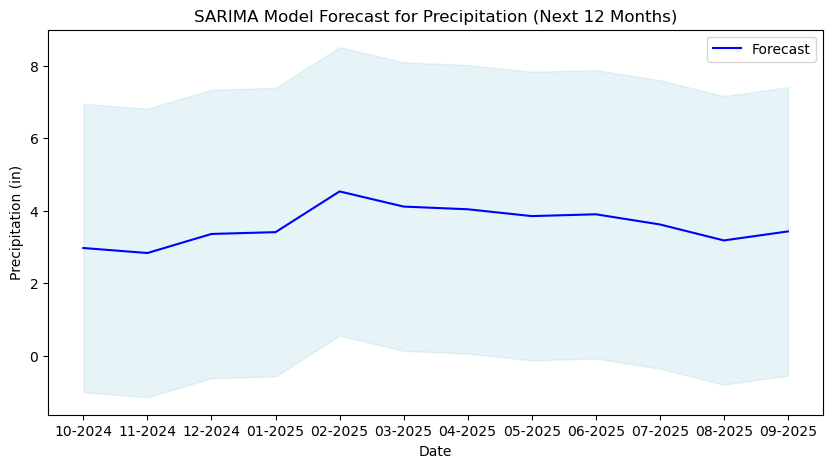 SARIMA Model Forecast for Precipitation (Next 12 Months)
Forecast
Precipitation (in)
8
6
4
2
0
10-2024 11-2024 12-2024 01-2025 02-2025 03-2025 04-2025 05-2025 06-2025 07-2025 08-2025 09-2025
Date